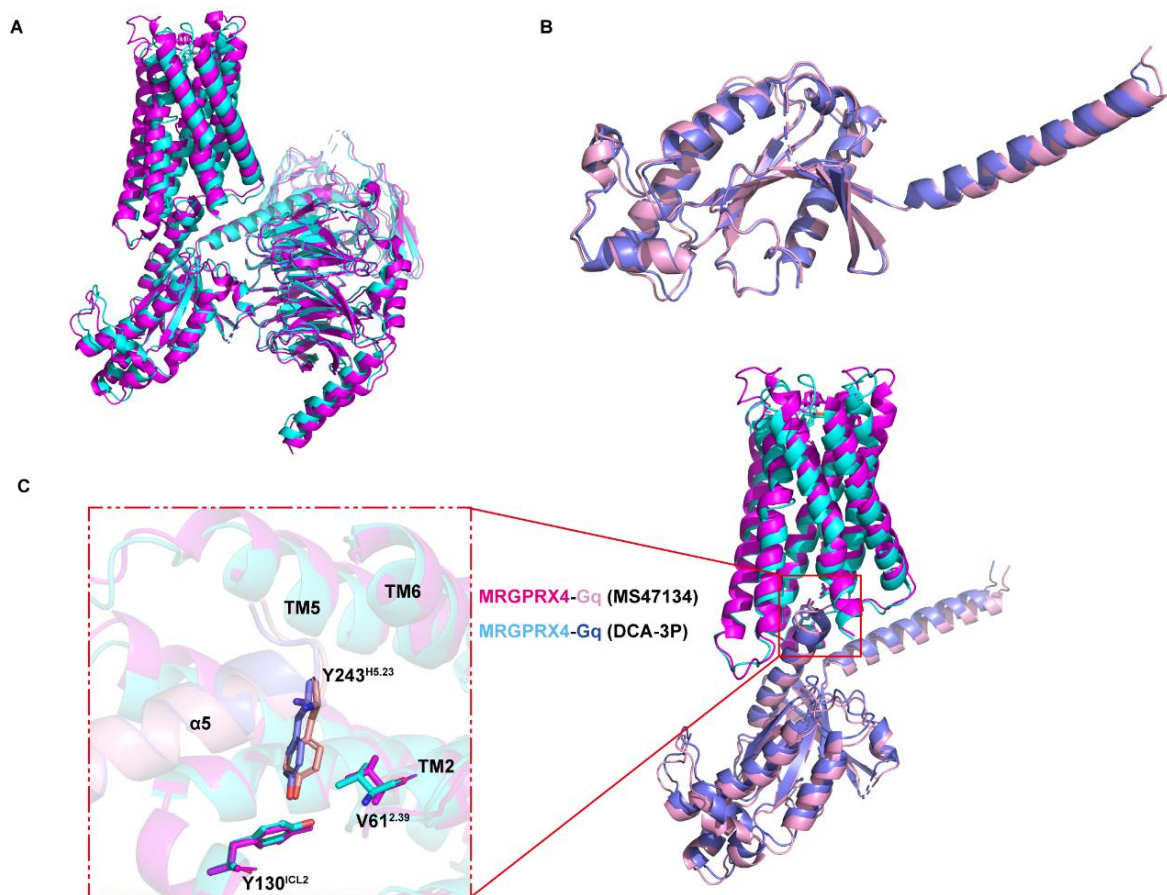 A
B
C
TM5
TM6
Y243H5.23
α5
TM2
V612.39
Y130ICL2
MRGPRX4-Gq (MS47134)
MRGPRX4-Gq (DCA-3P)